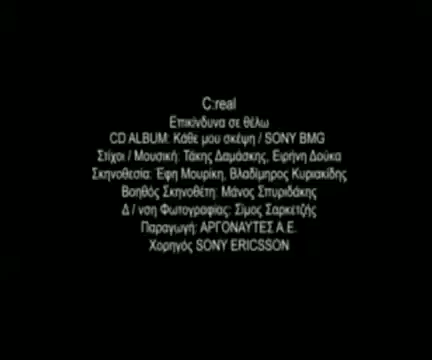 C:real
Επικίνδυνα σε θέλω
CD ALBUM: Κάθε μου σκέψη / SONY BMG
Στίχοι / Μουσική: Τάκης Δαμάσκης, Ειρήνη Δούκα
Σκηνοθεσία: Έφη Μουρίκη, Βλαδίμηρος Κυριακίδης
Βοηθός Σκηνοθέτη: Μάνος Σπυριδάκης
Δ / νση Φωτογραφίας: Σίμος Σαρκετζής
Παραγωγή: ΑΡΓΟΝΑΥΤΕΣ Α.Ε.
Χορηγός SONY ERICSSON